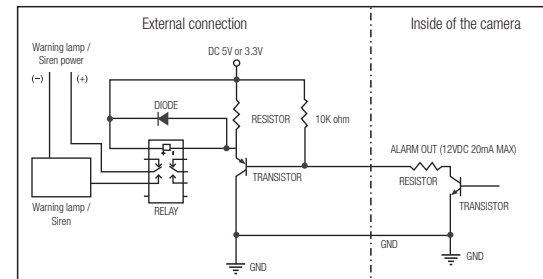 External connection
Inside of the camera
Warning lamp /
Siren power
(−)
(+)
DC 5V or 3.3V
DIODE
RESISTOR
10K ohm
ALARM OUT (12VDC 20mA MAX)
RESISTOR
TRANSISTOR
TRANSISTOR
Warning lamp /
Siren
RELAY
GND
GND
GND